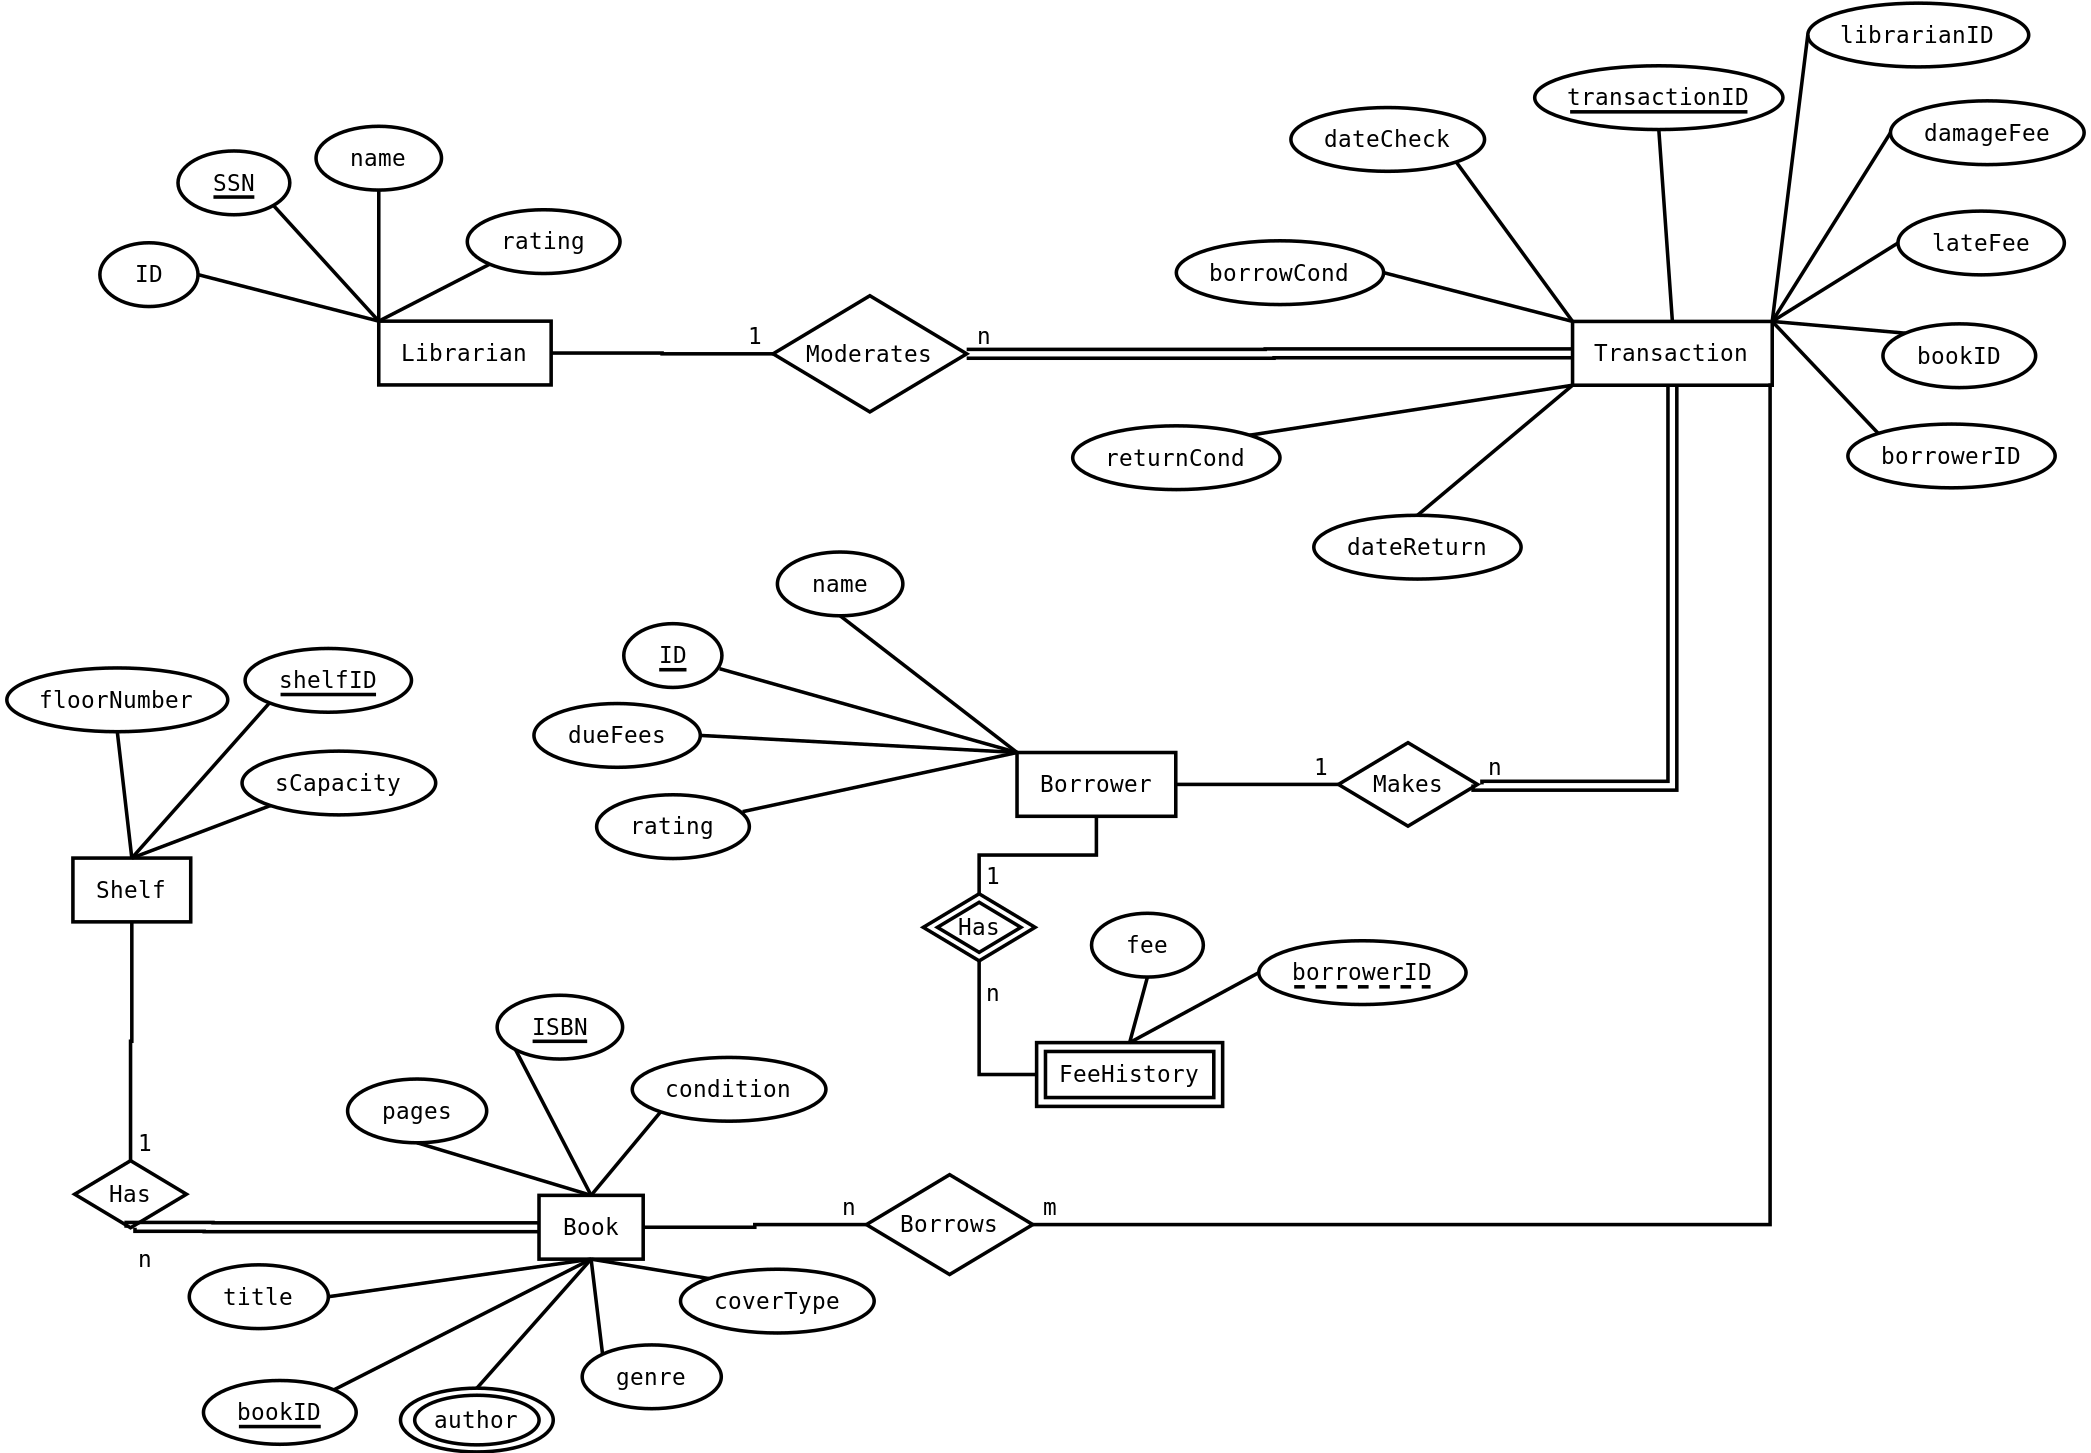 librarianID
transactionID
dateCheck
damageFee
name
SSN
rating
lateFee
ID
borrowCond
1
n
Librarian
Moderates
Transaction
bookID
returnCond
borrowerID
dateReturn
name
ID
shelfID
floorNumber
dueFees
sCapacity
Borrower
1
Makes
n
rating
Shelf
1
Has
fee
borrowerID
n
ISBN
FeeHistory
condition
pages
1
Has
n
Borrows
m
Book
n
title
coverType
genre
bookID
author